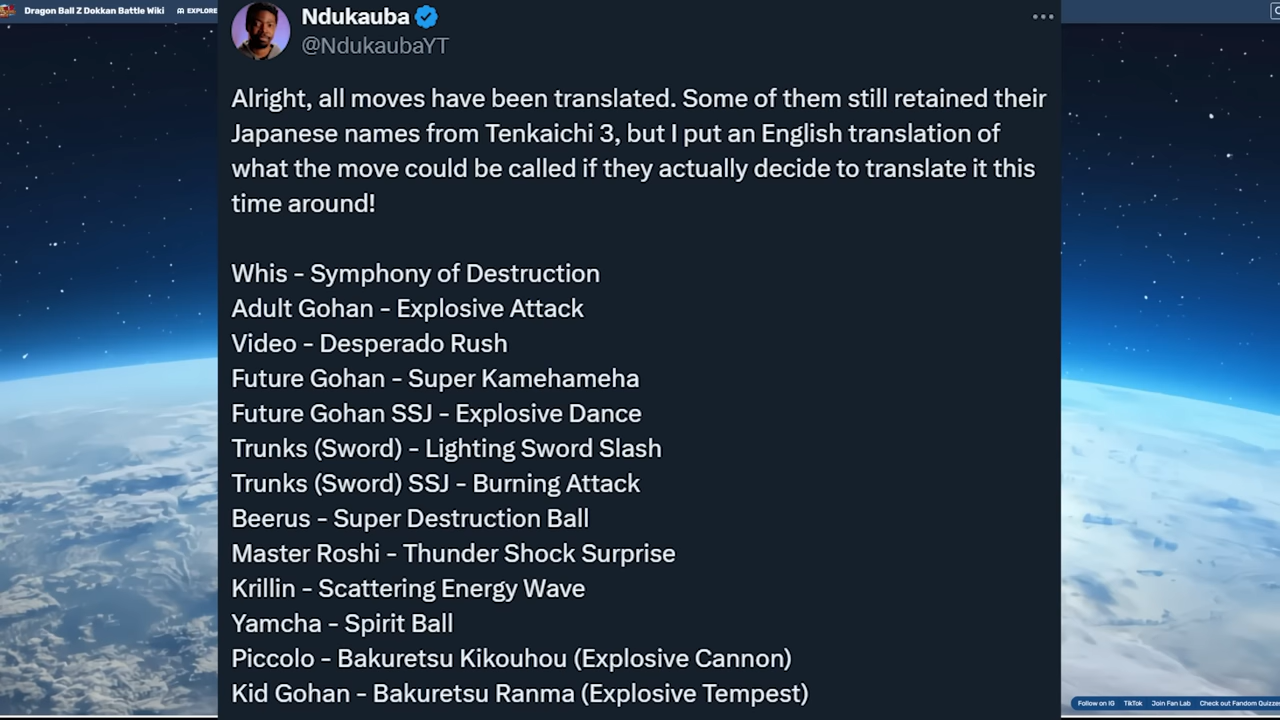 Dragon Ball Z Dokkan Battle Wiki
EXPLORE
Ndukauba
@NdukaubaYT
Alright, all moves have been translated. Some of them still retained their
Japanese names from Tenkaichi 3, but I put an English translation of
what the move could be called if they actually decide to translate it this
time around!
Whis - Symphony of Destruction
Adult Gohan - Explosive Attack
Video - Desperado Rush
Future Gohan - Super Kamehameha
Future Gohan SSJ - Explosive Dance
Trunks (Sword) - Lighting Sword Slash
Trunks (Sword) SSJ - Burning Attack
Beerus - Super Destruction Ball
Master Roshi - Thunder Shock Surprise
Krillin - Scattering Energy Wave
Yamcha - Spirit Ball
Piccolo - Bakuretsu Kikouhou (Explosive Cannon)
Kid Gohan - Bakuretsu Ranma (Explosive Tempest)
Follow on IG TikTok Join Fan Lab Check out Fandom Quizze